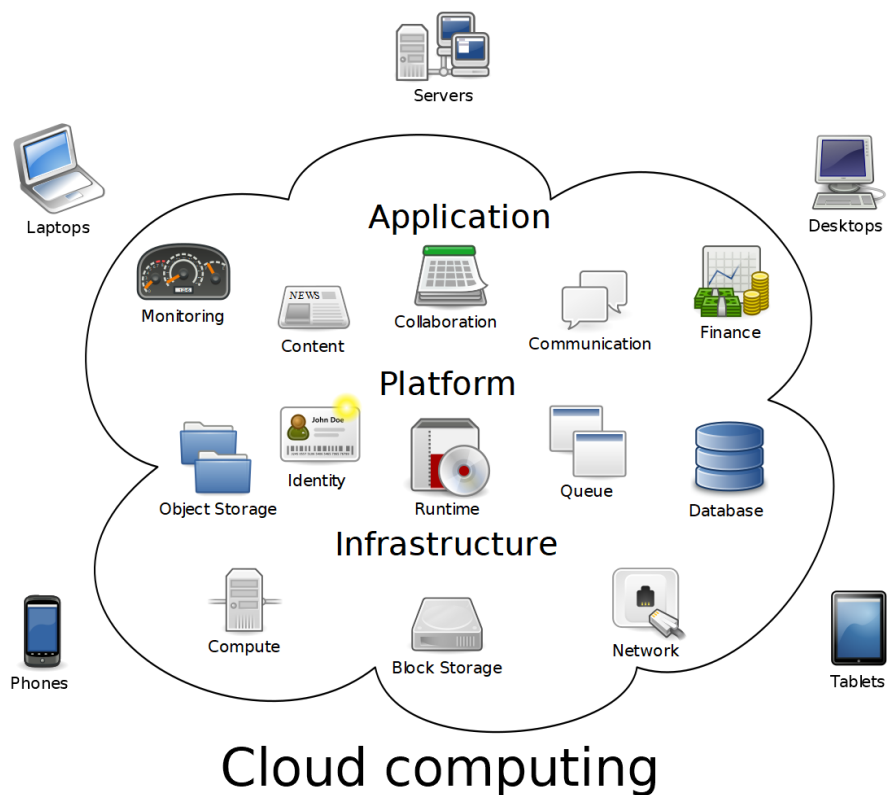 Servers
Laptops
Desktops
Application
Monitoring
NEWS
Content
Collaboration
Communication
Finance
Platform
John Doe
Object Storage
Identity
Runtime
Queue
Database
Infrastructure
Compute
Block Storage
Network
Phones
Tablets
Cloud computing